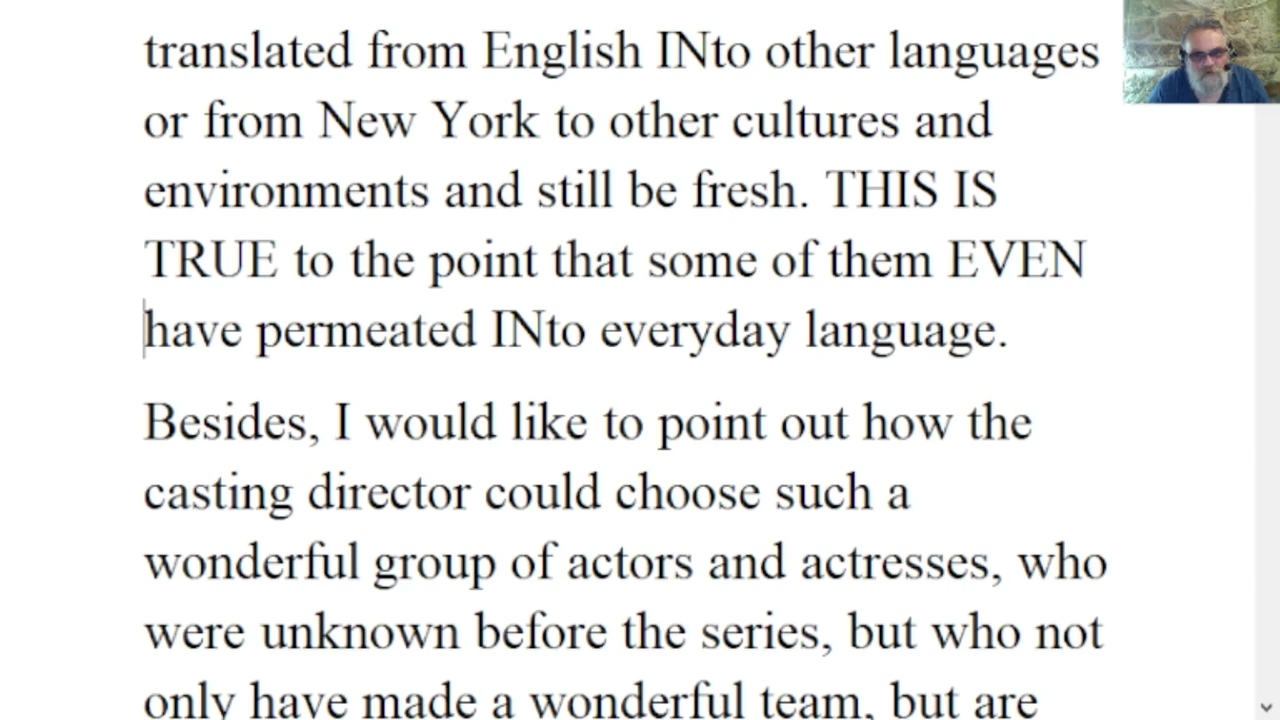 translated from English INto other languages
or from New York to other cultures and
environments and still be fresh. THIS IS
TRUE to the point that some of them EVEN
have permeated INto everyday language.
Besides, I would like to point out how the
casting director could choose such a
wonderful group of actors and actresses, who
were unknown before the series, but who not
only have made a wonderful team, but are